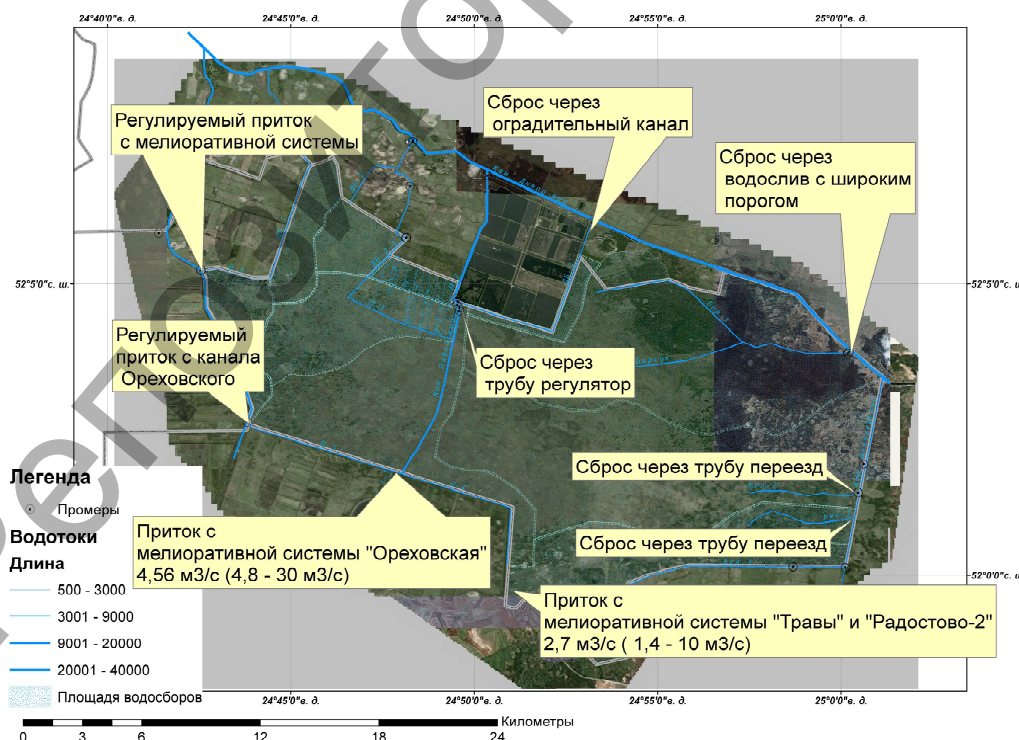 24°40'0"в. д.
24°45'0"в. д.
24°50'0"в. д.
24°55'0"в. д.
25°0'0"в. д.
Сброс через
оградительный канал
Регулируемый приток
с мелиоративной системы
Сброс через
водослив с широким
порогом
52°5'0"с. ш.
52°5'0"с. ш.
Регулируемый
приток с канала
Ореховского
Сброс через
трубу регулятор
Сброс через трубу переезд
Легенда
Промеры
Водотоки
Длина
500 - 3000
3001 - 9000
9001 - 20000
20001 - 40000
Площадя водосборов
Приток с
мелиоративной системы "Ореховская"
4,56 м3/с (4,8 - 30 м3/с)
Сброс через трубу переезд
52°0'0"с. ш.
Приток с
мелиоративной системы "Травы" и "Радостово-2"
2,7 м3/с ( 1,4 - 10 м3/с)
24°45'0"в. д.
24°50'0"в. д.
24°55'0"в. д.
25°0'0"в. д.
Километры
0 3 6 12 18 24